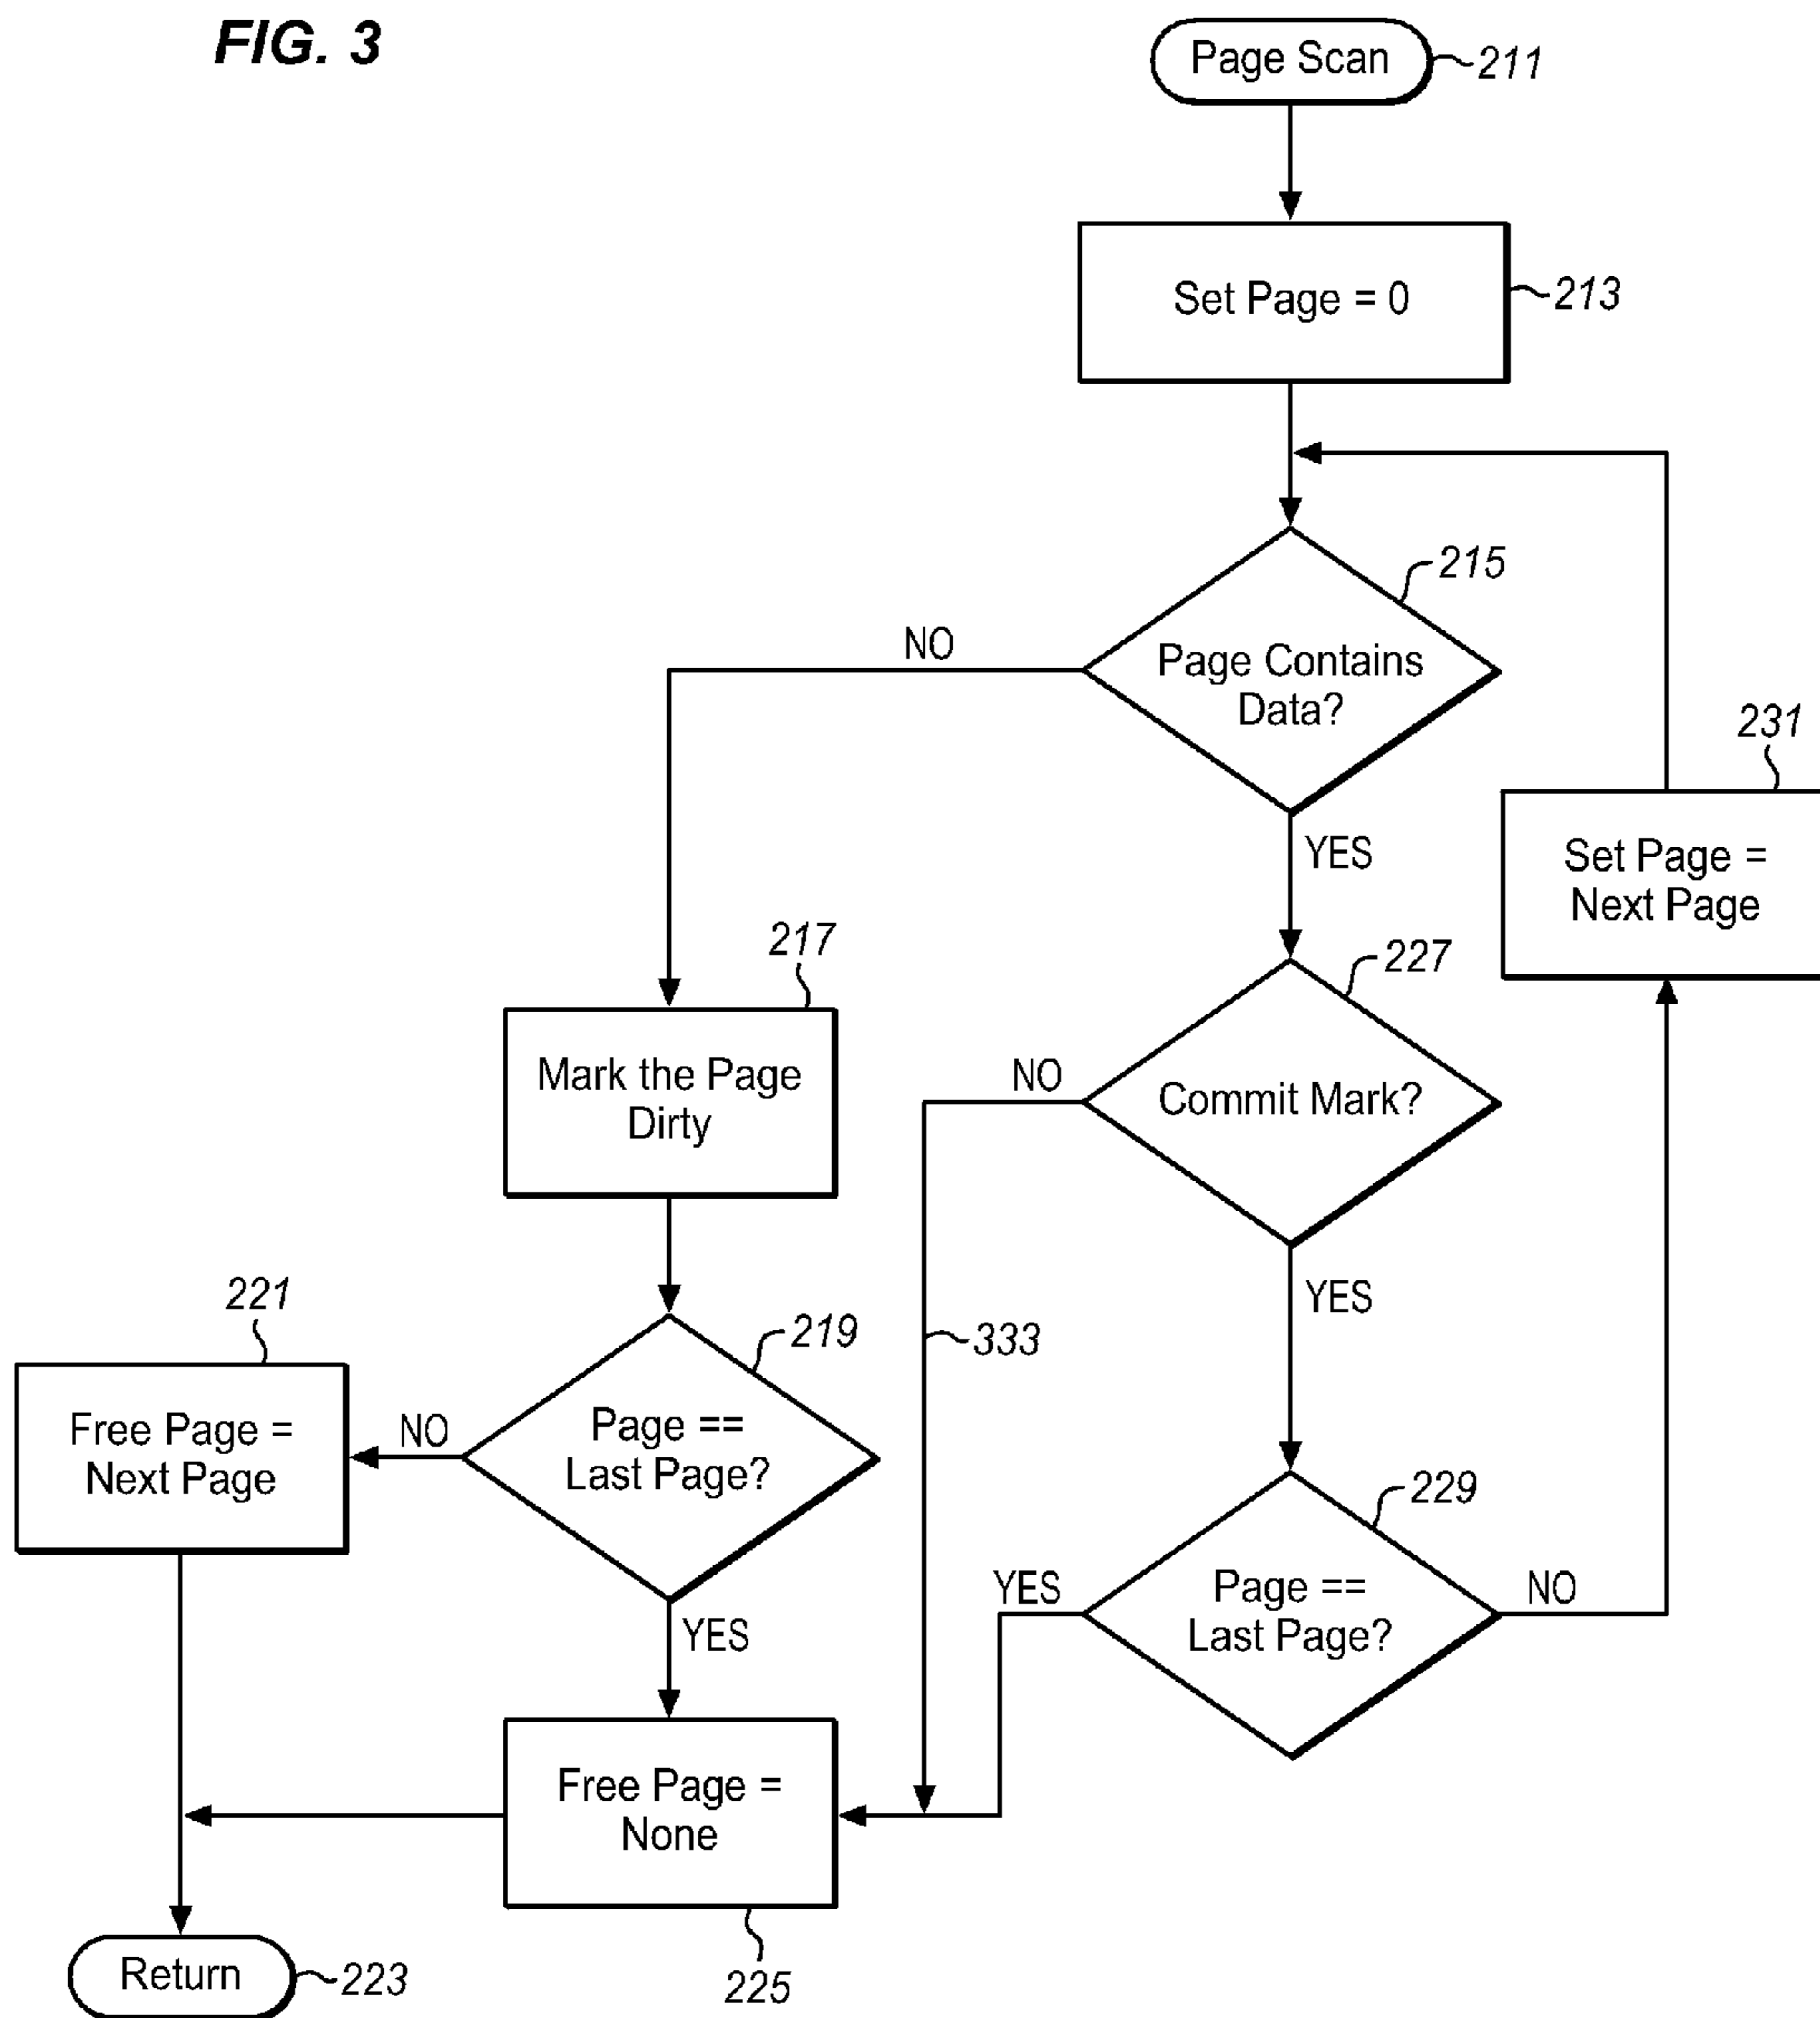 FIG. 3
Page Scan
211
Set Page = 0
213
215
NO
Page Contains
Data?
231
YES
Set Page =
Next Page
217
227
Mark the Page
Dirty
NO
Commit Mark?
221
YES
219
333
Free Page =
Next Page
NO
Page ==
Last Page?
229
YES
Page ==
Last Page?
NO
YES
Free Page =
None
Return
223
225